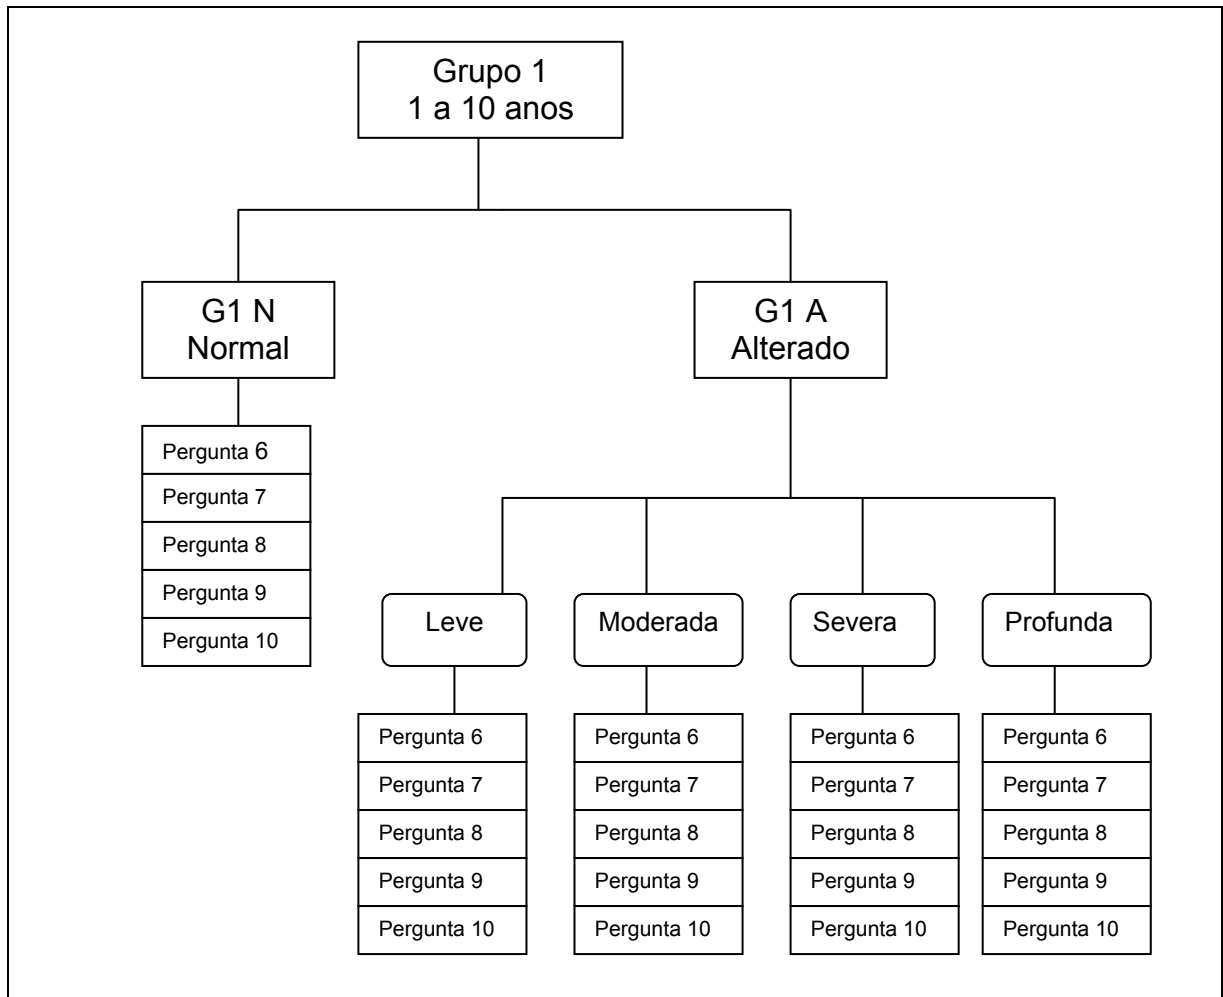 Grupo 1
1 a 10 anos
G1 N
Normal
G1 A
Alterado
Pergunta 6
Pergunta 7
Pergunta 8
Pergunta 9
Pergunta 10
Leve
Moderada
Severa
Profunda
Pergunta 6
Pergunta 7
Pergunta 8
Pergunta 9
Pergunta 10
Pergunta 6
Pergunta 7
Pergunta 8
Pergunta 9
Pergunta 10
Pergunta 6
Pergunta 7
Pergunta 8
Pergunta 9
Pergunta 10
Pergunta 6
Pergunta 7
Pergunta 8
Pergunta 9
Pergunta 10